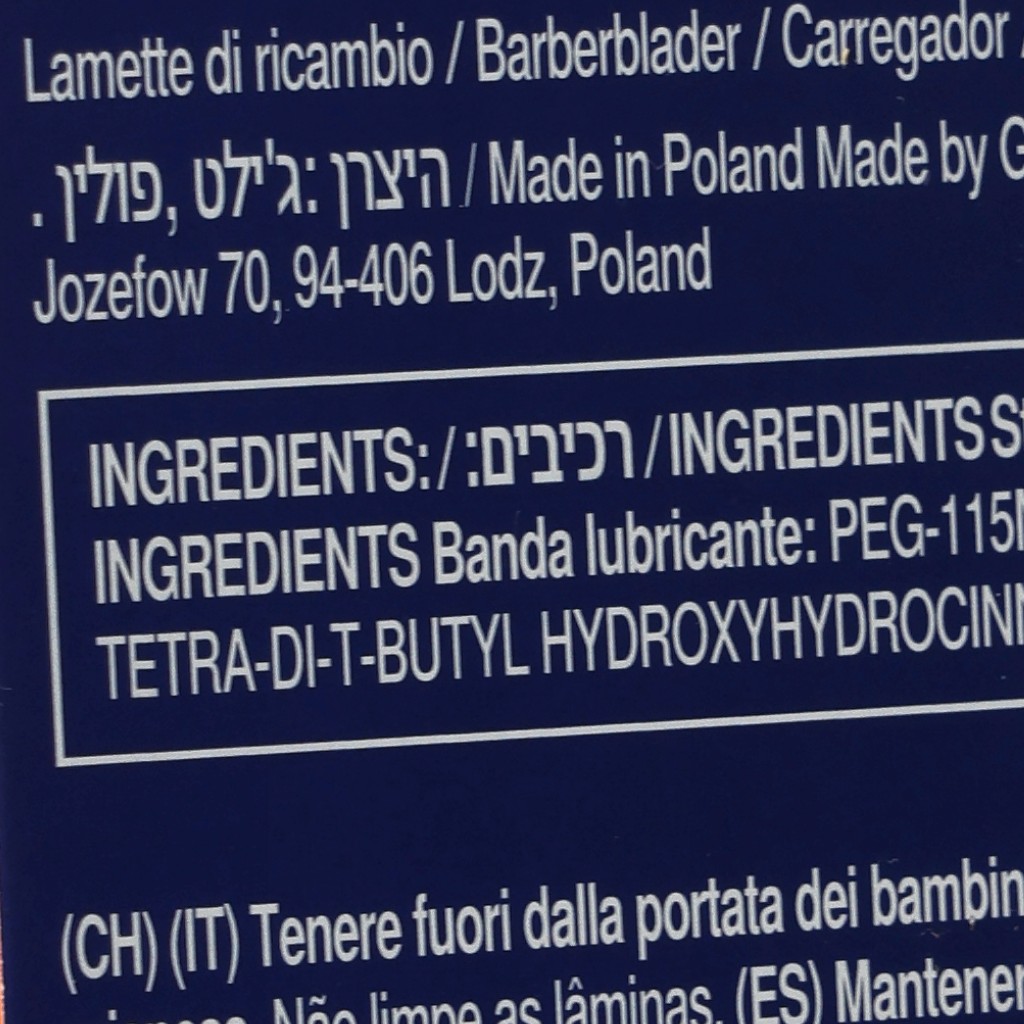 Lamette di ricambio / Barberblader / Carregador /
היצרן :ג'ילט ,פולין . / Made in Poland Made by G
Jozefow 70, 94-406 Lodz, Poland
INGREDIENTS: / רכיבים: / INGREDIENTS S
INGREDIENTS Banda lubricante: PEG-115
TETRA-DI-T-BUTYL HYDROXYHYDROCIN
(CH) (IT) Tenere fuori dalla portata dei bambin
Não limpe as lâminas. (ES) Mantener